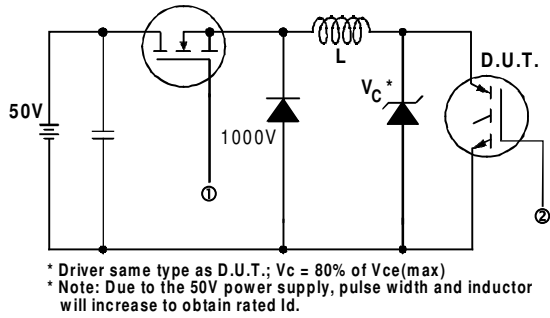 L
D.U.T.
V_C *
50V
1000V
①
②
* Driver same type as D.U.T.; Vc = 80% of Vce(max)
* Note: Due to the 50V power supply, pulse width and inductor
will increase to obtain rated Id.